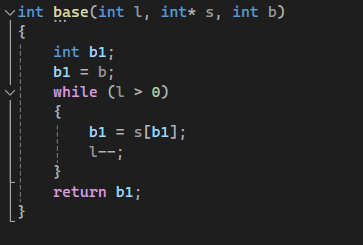 int base(int l, int* s, int b)
{
    int b1;
    b1 = b;
    while (l > 0)
    {
        b1 = s[b1];
        l--;
    }
    return b1;
}